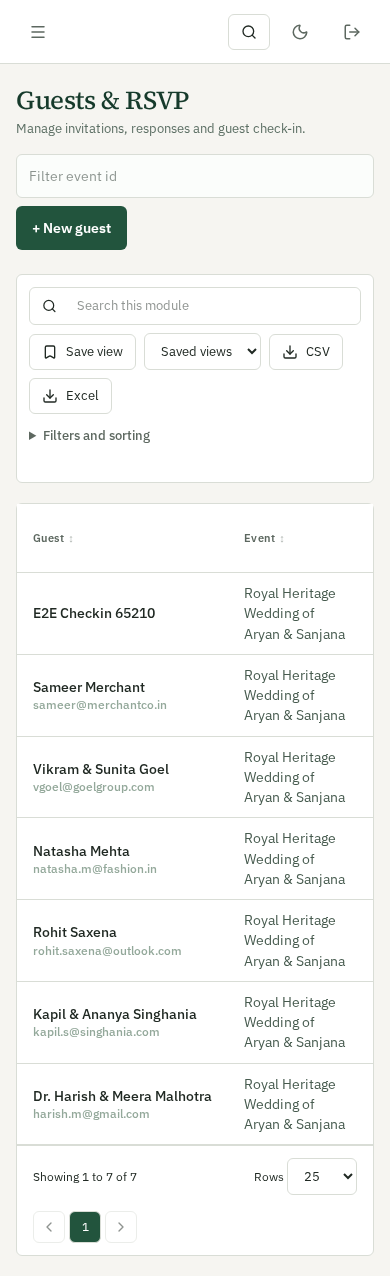 Guests & RSVP
Manage invitations, responses and guest check-in.
Filter event id
+ New guest
Search this module
Save view
Saved views
CSV
Excel
Filters and sorting
Guest ↕
Event ↕
E2E Checkin 65210
Royal Heritage
Wedding of
Aryan & Sanjana
Sameer Merchant
sameer@merchantco.in
Royal Heritage
Wedding of
Aryan & Sanjana
Vikram & Sunita Goel
vgoel@goelgroup.com
Royal Heritage
Wedding of
Aryan & Sanjana
Natasha Mehta
natasha.m@fashion.in
Royal Heritage
Wedding of
Aryan & Sanjana
Rohit Saxena
rohit.saxena@outlook.com
Royal Heritage
Wedding of
Aryan & Sanjana
Kapil & Ananya Singhania
kapil.s@singhania.com
Royal Heritage
Wedding of
Aryan & Sanjana
Dr. Harish & Meera Malhotra
harish.m@gmail.com
Royal Heritage
Wedding of
Aryan & Sanjana
Showing 1 to 7 of 7
Rows 25
1